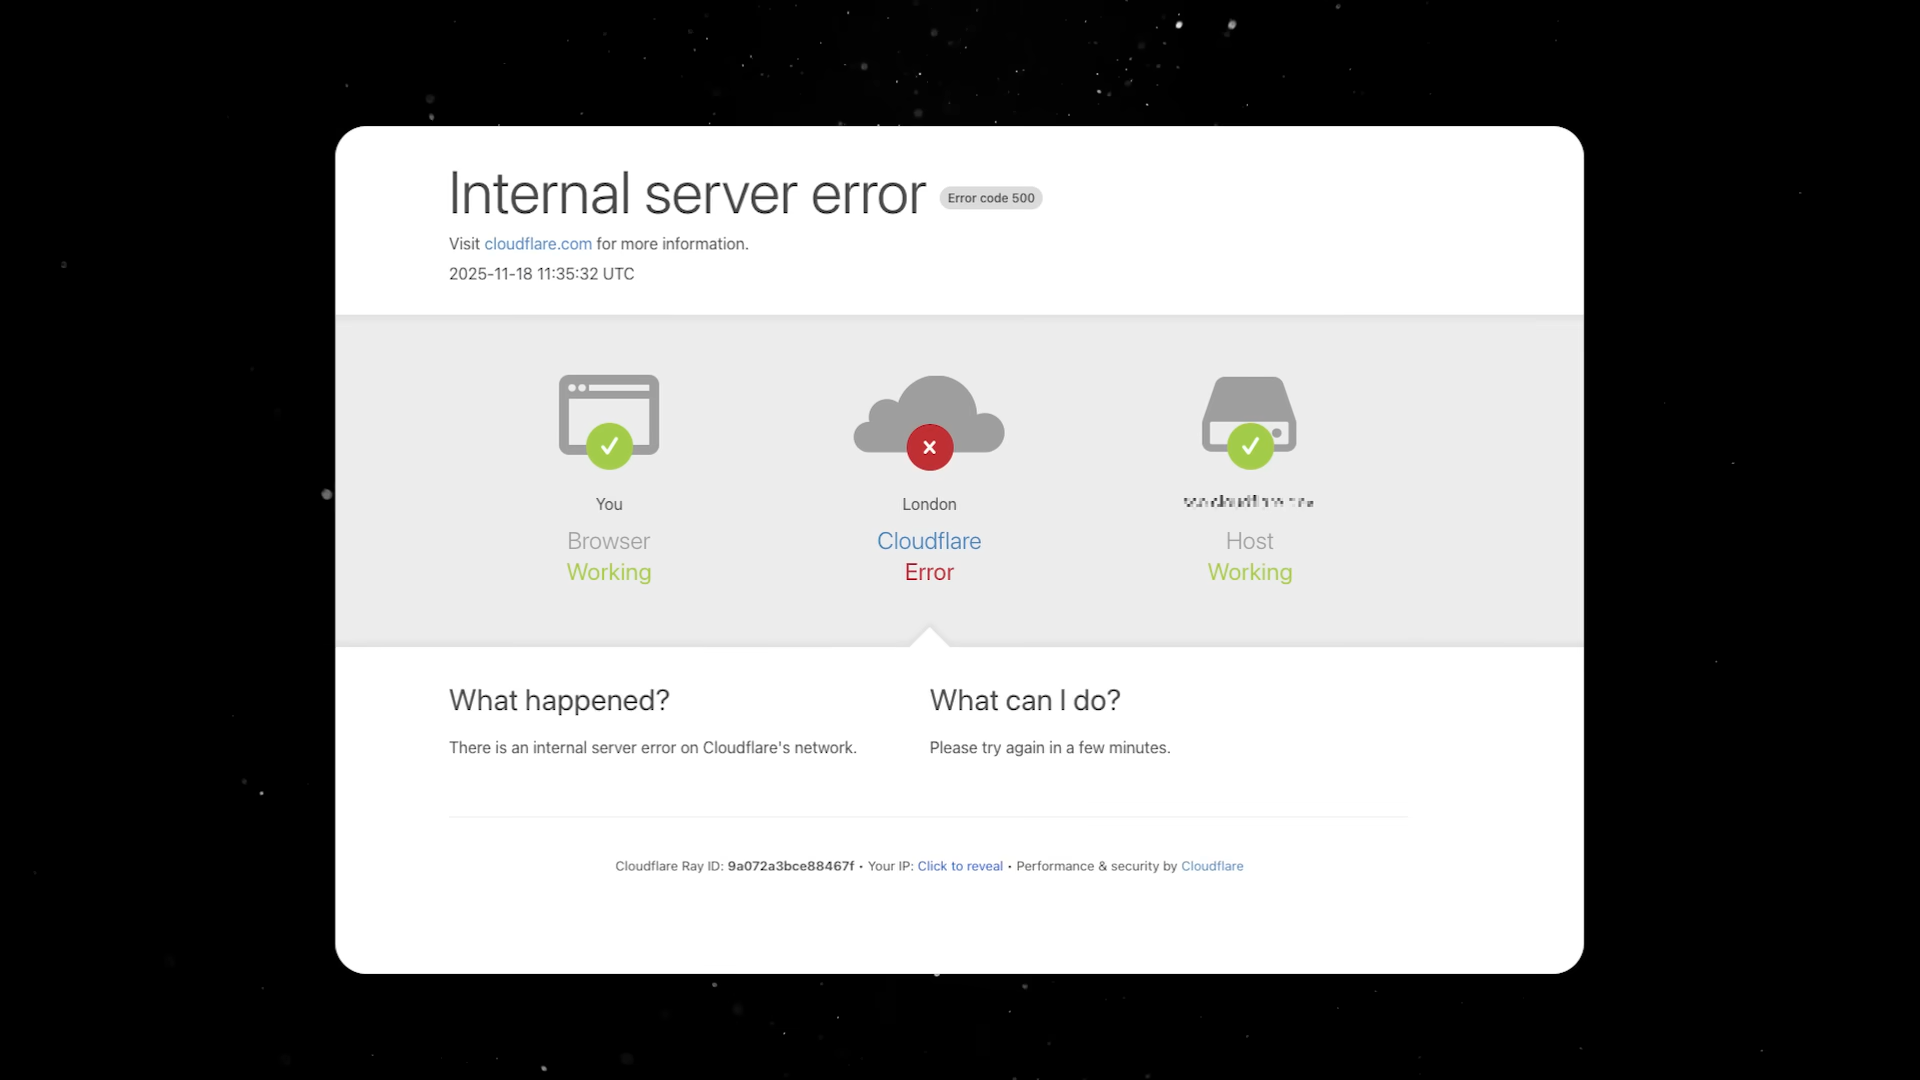 Internal server error Error code 500
Visit cloudflare.com for more information.
2025-11-18 11:35:32 UTC
You
Browser
Working
London
Cloudflare
Error
Host
Working
What happened?
There is an internal server error on Cloudflare's network.
What can I do?
Please try again in a few minutes.
Cloudflare Ray ID: 9a072a3bce88467f • Your IP: Click to reveal • Performance & security by Cloudflare